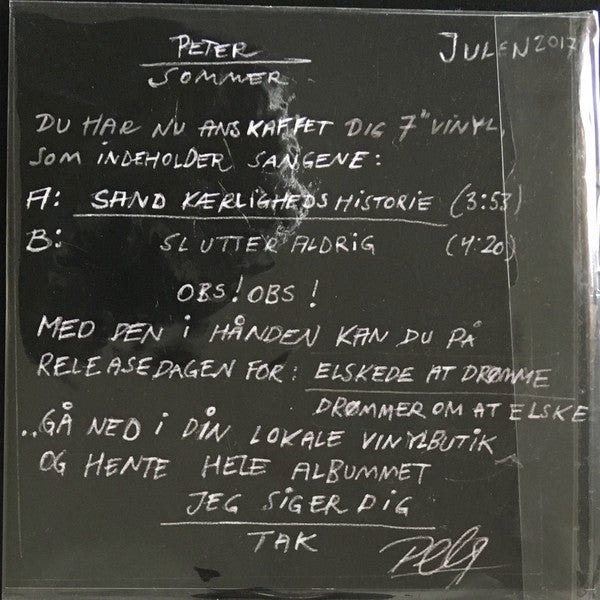 PETER JULEN 2017
SOMMER
DU HAR NU ANSKAFFET DIG 7" VINYL,
SOM INDEHOLDER SANGENE:
A: SAND KÆRLIGHEDSHISTORIE (3:53)
B: SLUTTER ALDRIG (4:20)
OBS! OBS!
MED DEN I HÅNDEN KAN DU PÅ
RELEASEDAGEN FOR: ELSKEDE AT DRØMME
DRØMMER OM AT ELSKE
..GÅ NED I DIN LOKALE VINYLBUTIK
OG HENTE HELE ALBUMMET
JEG SIGER DIG
TAK